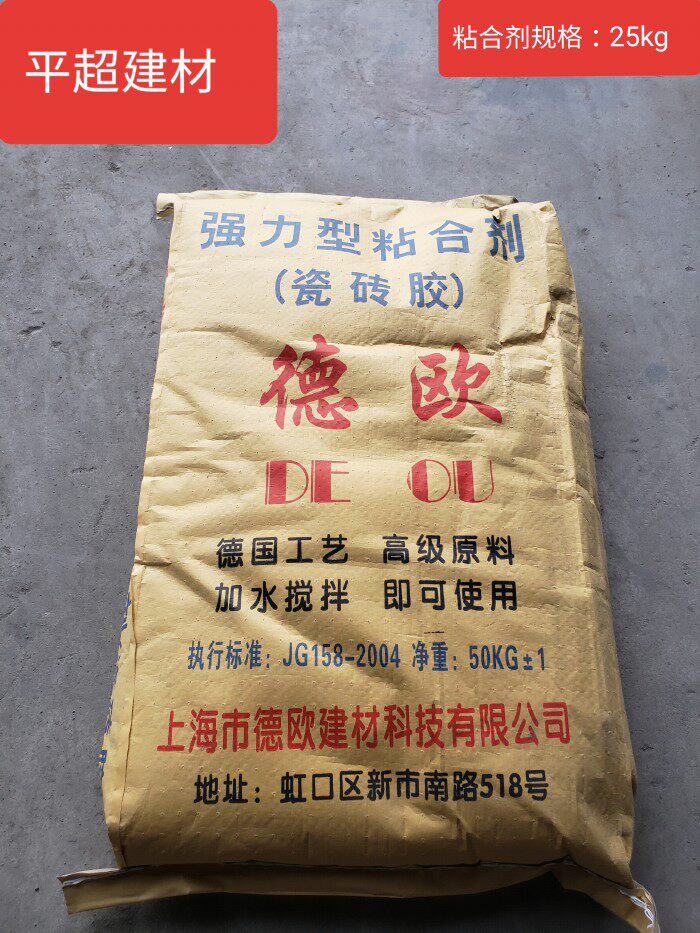 平超建材
粘合剂规格：25kg
强力型粘合剂
(瓷砖胶)
德欧
DE OU
德国工艺 高级原料
加水搅拌 即可使用
执行标准：JG158-2004 净重：50KG±1
上海市德欧建材科技有限公司
地址：虹口区新市南路518号